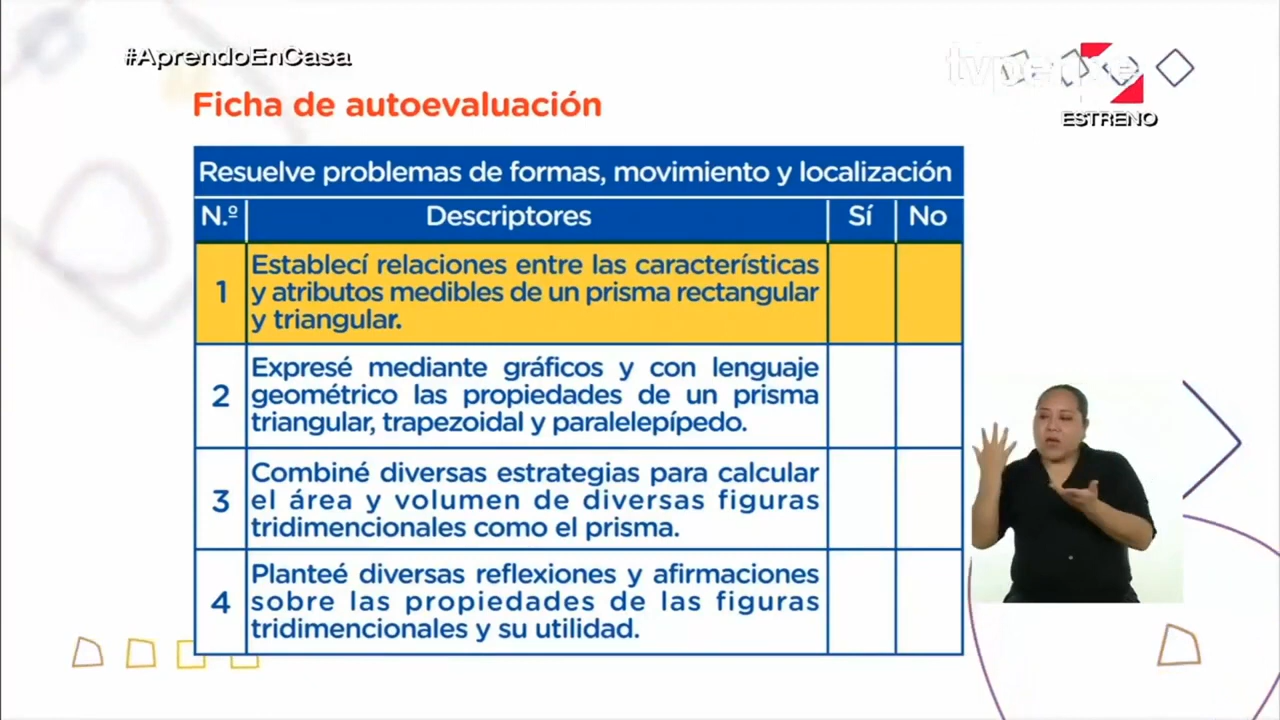 #AprendoEnCasa
ESTRENO
Ficha de autoevaluación
Resuelve problemas de formas, movimiento y localización
N.º Descriptores Sí No
1 Establecí relaciones entre las características
y atributos medibles de un prisma rectangular
y triangular.
2 Expresé mediante gráficos y con lenguaje
geométrico las propiedades de un prisma
triangular, trapezoidal y paralelepípedo.
3 Combiné diversas estrategias para calcular
el área y volumen de diversas figuras
tridimencionales como el prisma.
4 Planteé diversas reflexiones y afirmaciones
sobre las propiedades de las figuras
tridimencionales y su utilidad.